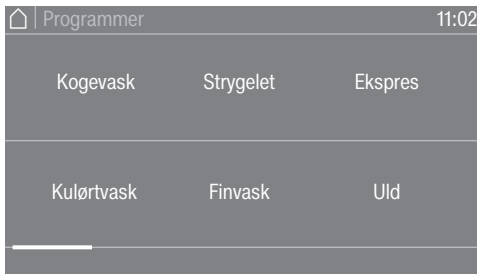 Programmer 11:02
Kogevask Strygelet Ekspres
Kulørtvask Finvask Uld